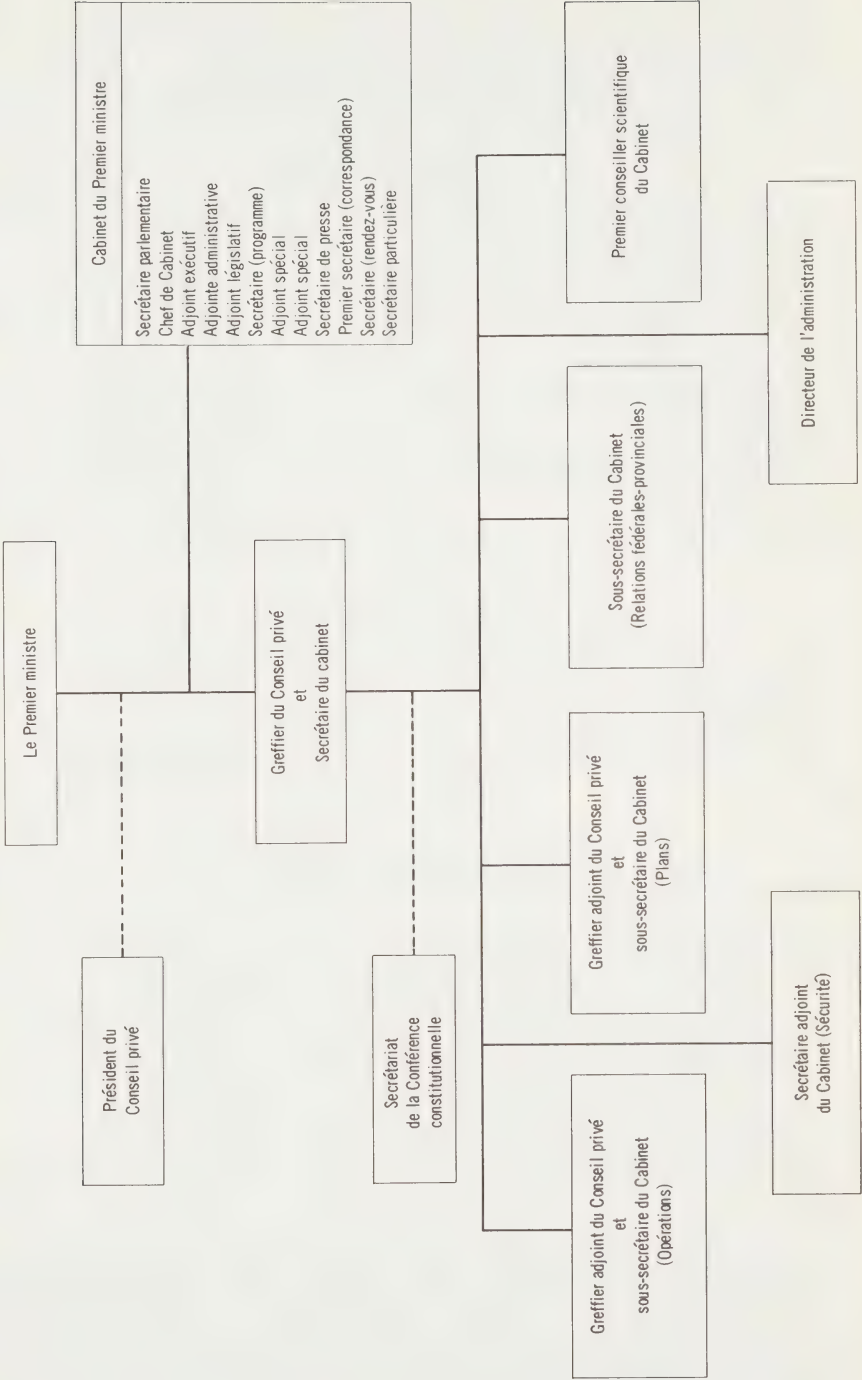 Le Premier ministre
Cabinet du Premier ministre
Secrétaire parlementaire
Chef de Cabinet
Adjoint exécutif
Adjointe administrative
Adjoint législatif
Secrétaire (programme)
Adjoint spécial
Adjoint spécial
Secrétaire de presse
Premier secrétaire (correspondance)
Secrétaire (rendez-vous)
Secrétaire particulière
Président du
Conseil privé
Greffier du Conseil privé
et
Secrétaire du cabinet
Secrétariat
de la Conférence
constitutionnelle
Greffier adjoint du Conseil privé
et
sous-secrétaire du Cabinet
(Opérations)
Greffier adjoint du Conseil privé
et
sous-secrétaire du Cabinet
(Plans)
Sous-secrétaire du Cabinet
(Relations fédérales-provinciales)
Premier conseiller scientifique
du Cabinet
Secrétaire adjoint
du Cabinet (Sécurité)
Directeur de l'administration